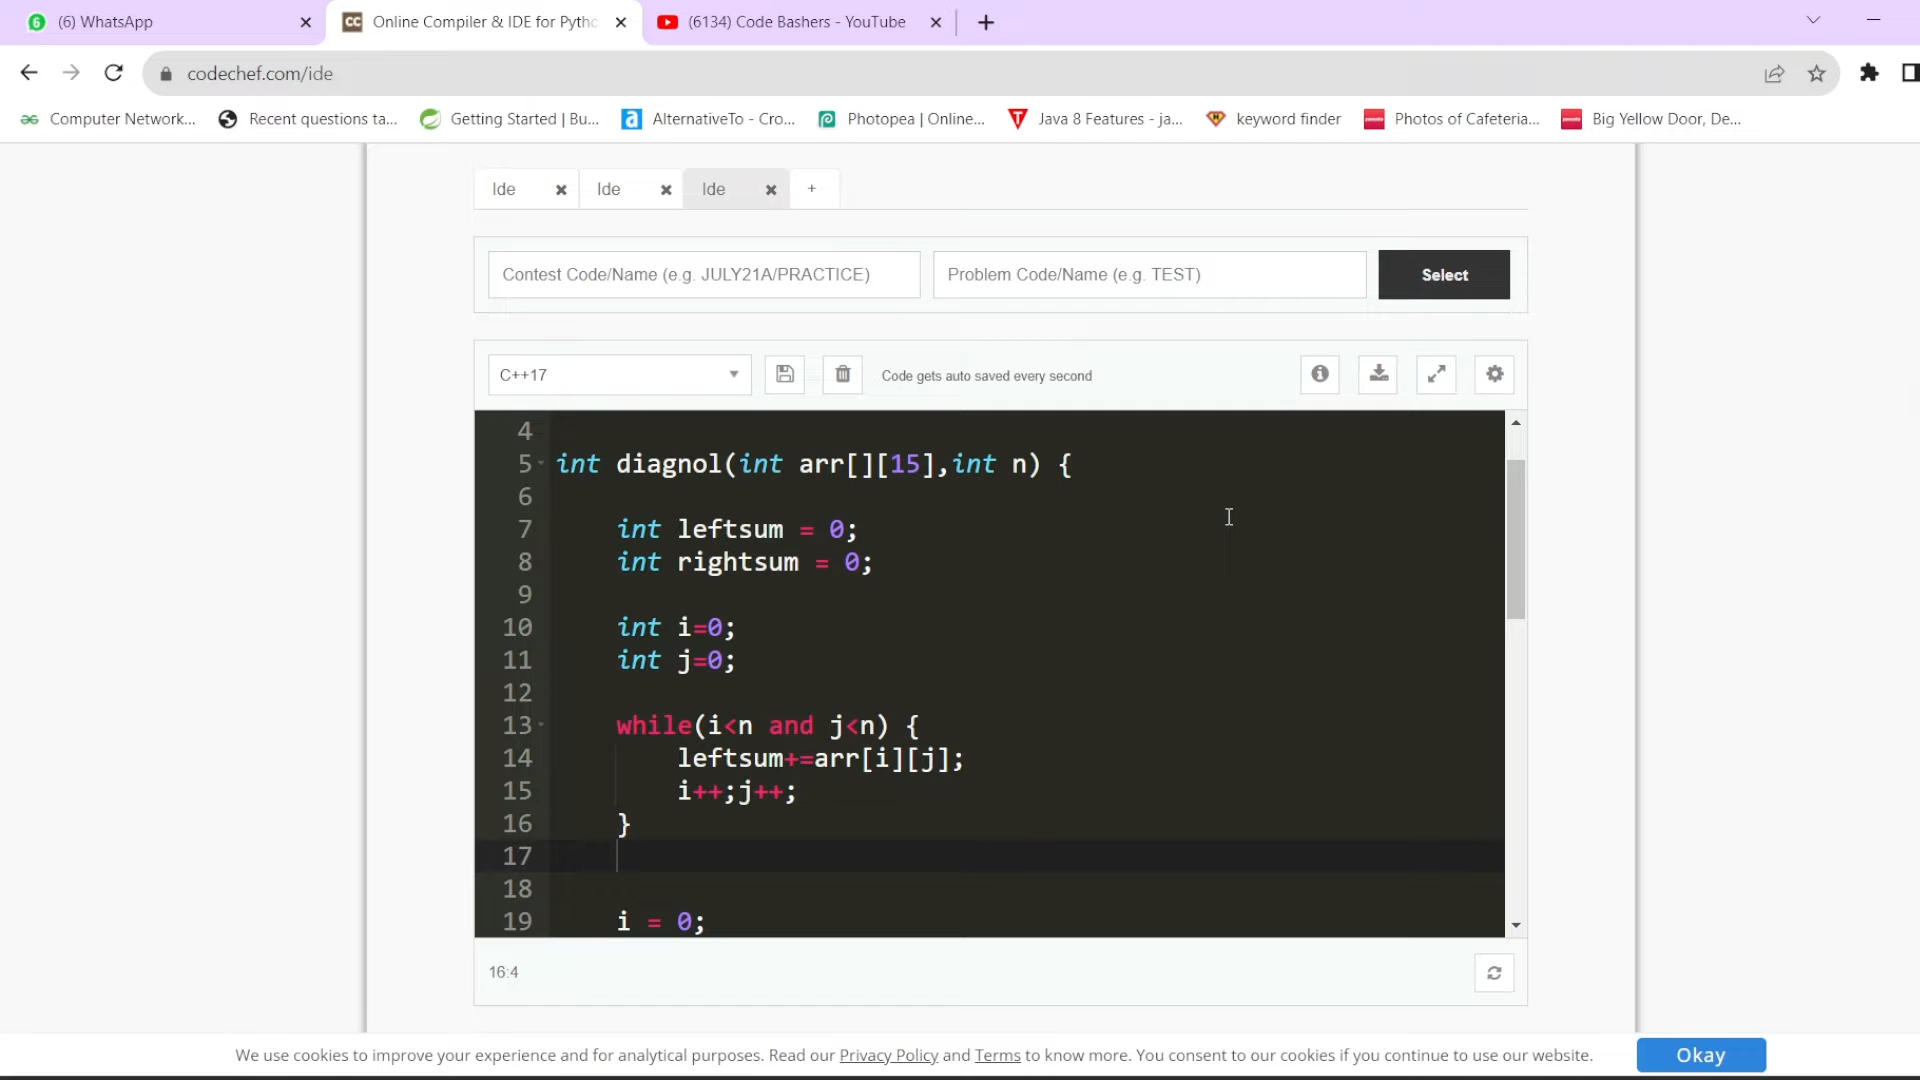 (6) WhatsApp
Online Compiler & IDE for Pytho
(6134) Code Bashers - YouTube
codechef.com/ide
Computer Network...
Recent questions ta...
Getting Started | Bu...
AlternativeTo - Cro...
Photopea | Online...
Java 8 Features - ja...
keyword finder
Photos of Cafeteria...
Big Yellow Door, De...
Ide
Ide
Ide
+
Contest Code/Name (e.g. JULY21A/PRACTICE)
Problem Code/Name (e.g. TEST)
Select
C++17
Code gets auto saved every second
4
5 int diagnol(int arr[][15],int n) {
6
7 int leftsum = 0;
8 int rightsum = 0;
9
10 int i=0;
11 int j=0;
12
13 while(i<n and j<n) {
14 leftsum+=arr[i][j];
15 i++;j++;
16 }
17
18
19 i = 0;
16:4
We use cookies to improve your experience and for analytical purposes. Read our Privacy Policy and Terms to know more. You consent to our cookies if you continue to use our website.
Okay